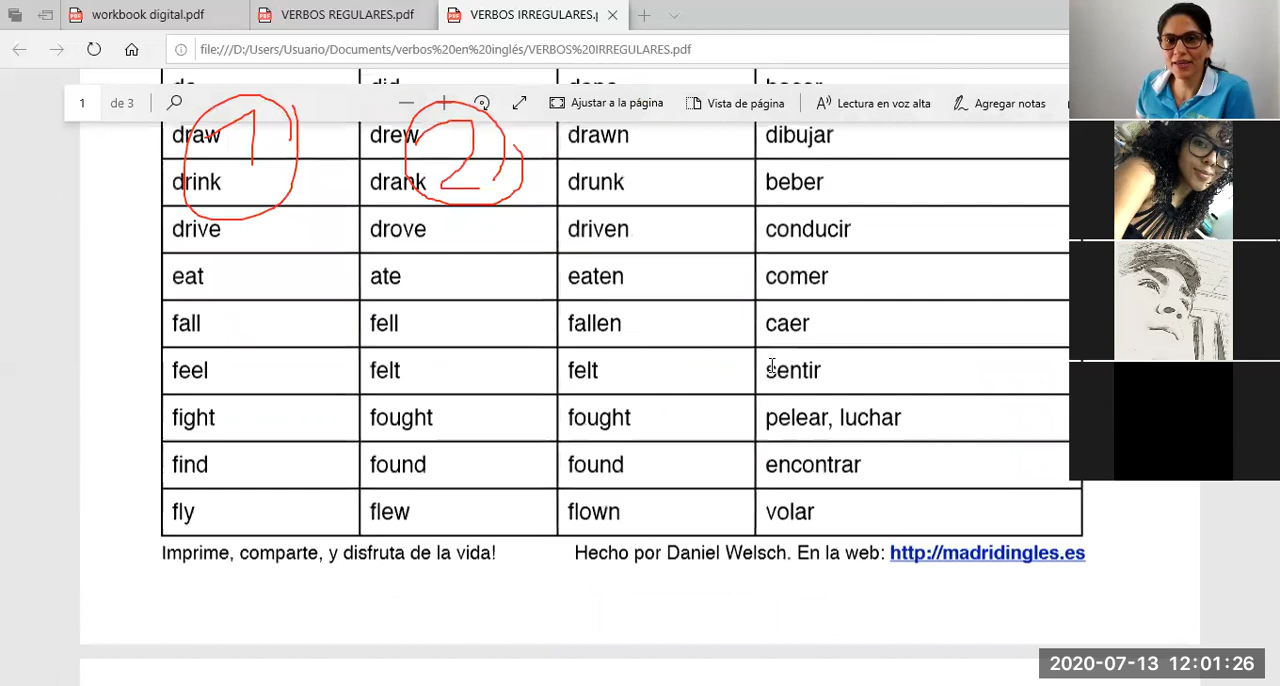 workbook digital.pdf VERBOS REGULARES.pdf VERBOS IRREGULARES.p
file:///D:/Users/Usuario/Documents/verbos%20en%20inglés/VERBOS%20IRREGULARES.pdf
1 de 3 Ajustar a la página Vista de página Lectura en voz alta Agregar notas
1 2
draw drew drawn dibujar
drink drank drunk beber
drive drove driven conducir
eat ate eaten comer
fall fell fallen caer
feel felt felt sentir
fight fought fought pelear, luchar
find found found encontrar
fly flew flown volar
Imprime, comparte, y disfruta de la vida! Hecho por Daniel Welsch. En la web: http://madridingles.es
2020-07-13 12:01:26